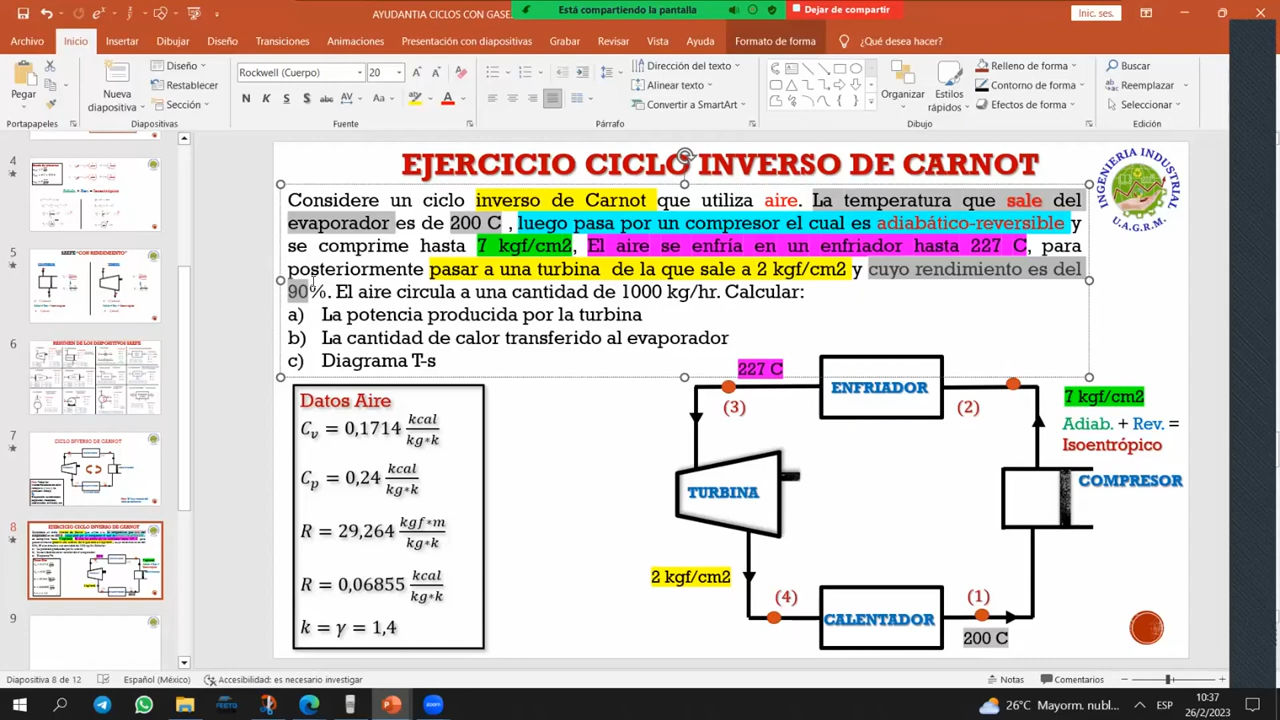 AYUDANTIA CICLOS CON GASE
Está compartiendo la pantalla
Dejar de compartir
Inic. ses.
Archivo
Inicio
Insertar
Dibujar
Diseño
Transiciones
Animaciones
Presentación con diapositivas
Grabar
Revisar
Vista
Ayuda
Formato de forma
¿Qué desea hacer?
Pegar
Nueva diapositiva
Diseño
Restablecer
Sección
Rockwell (Cuerpo)
20
N K S S abc AV Aa A
Dirección del texto
Alinear texto
Convertir a SmartArt
Organizar
Estilos rápidos
Relleno de forma
Contorno de forma
Efectos de forma
Buscar
Reemplazar
Seleccionar
Portapapeles
Diapositivas
Fuente
Párrafo
Dibujo
Edición
4
5
6
7
8
9
EJERCICIO CICLO INVERSO DE CARNOT
INGENIERIA INDUSTRIAL
U.A.G.R.M.
Considere un ciclo inverso de Carnot que utiliza aire. La temperatura que sale del
evaporador es de 200 C , luego pasa por un compresor el cual es adiabático-reversible y
se comprime hasta 7 kgf/cm2, El aire se enfría en un enfriador hasta 227 C, para
posteriormente pasar a una turbina de la que sale a 2 kgf/cm2 y cuyo rendimiento es del
90%. El aire circula a una cantidad de 1000 kg/hr. Calcular:
a) La potencia producida por la turbina
b) La cantidad de calor transferido al evaporador
c) Diagrama T-s
Datos Aire
C_v = 0,1714 kcal/kg*k
C_p = 0,24 kcal/kg*k
R = 29,264 kgf*m/kg*k
R = 0,06855 kcal/kg*k
k = γ = 1,4
227 C
ENFRIADOR
(3)
(2)
7 kgf/cm2
Adiab. + Rev. =
Isoentrópico
TURBINA
COMPRESOR
2 kgf/cm2
(4)
(1)
CALENTADOR
200 C
Diapositiva 8 de 12
Español (México)
Accesibilidad: es necesario investigar
Notas
Comentarios
FESTO
zoom
26°C Mayorm. nubl...
ESP
10:37
26/2/2023